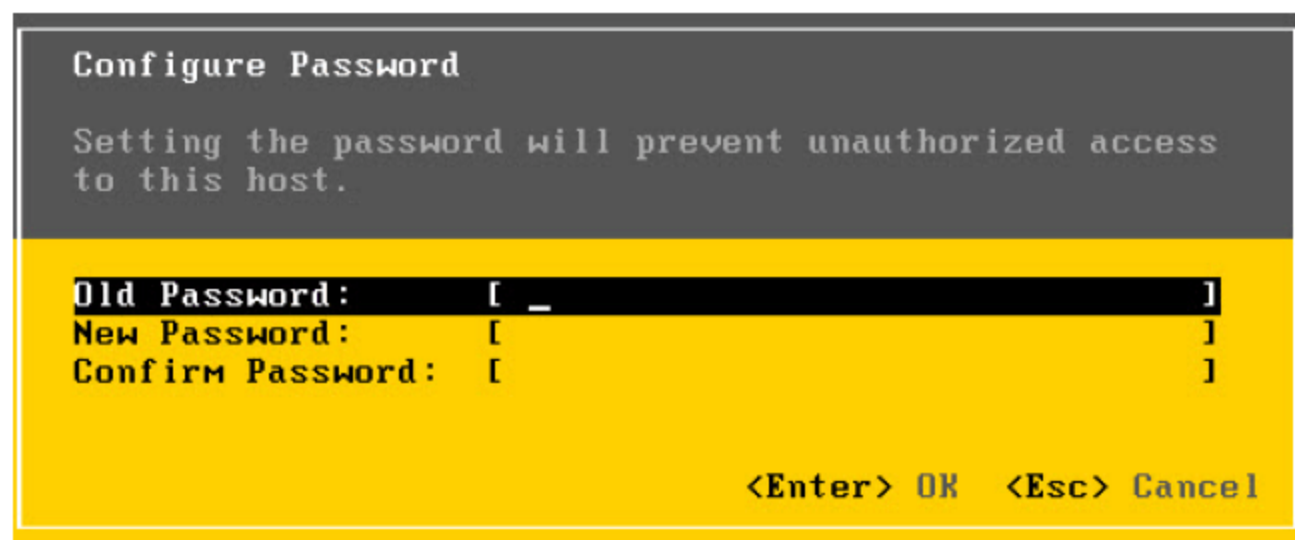 Configure Password
Setting the password will prevent unauthorized access
to this host.
Old Password: [ _ ]
New Password: [ ]
Confirm Password: [ ]
<Enter> OK <Esc> Cancel